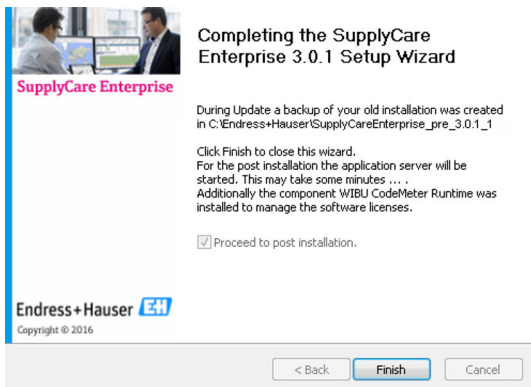 Completing the SupplyCare
Enterprise 3.0.1 Setup Wizard
SupplyCare Enterprise
During Update a backup of your old installation was created
in C:\Endress+Hauser\SupplyCareEnterprise_pre_3.0.1_1
Click Finish to close this wizard.
For the post installation the application server will be
started. This may take some minutes ... .
Additionally the component WIBU CodeMeter Runtime was
installed to manage the software licenses.
Proceed to post installation.
Endress+Hauser EH
Copyright © 2016
< Back
Finish
Cancel